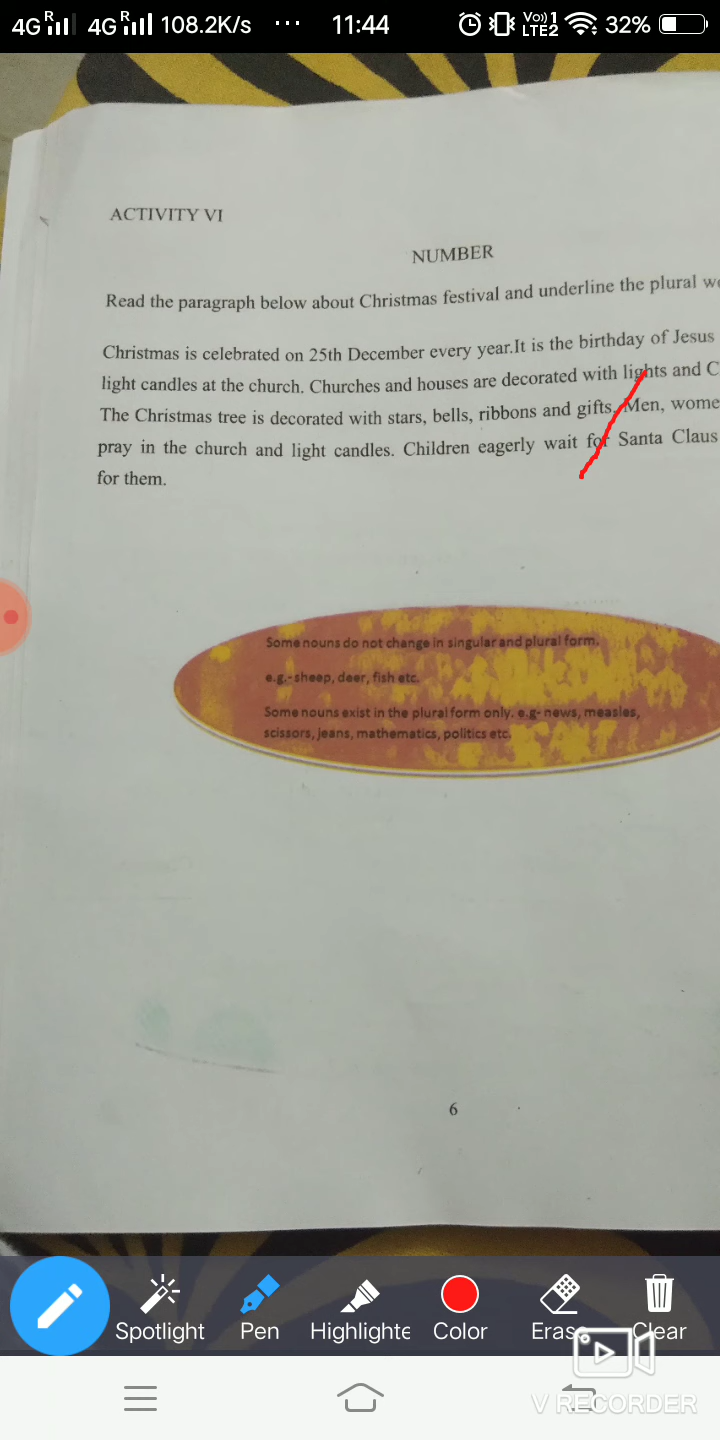 4G R 4G R 108.2K/s ... 11:44 Vo)) 1 LTE2 32%
ACTIVITY VI
NUMBER
Read the paragraph below about Christmas festival and underline the plural
Christmas is celebrated on 25th December every year.It is the birthday of Jesus
light candles at the church. Churches and houses are decorated with lights and C
The Christmas tree is decorated with stars, bells, ribbons and gifts. Men, wome
pray in the church and light candles. Children eagerly wait for Santa Claus
for them.
Some nouns do not change in singular and plural form.
e.g.- sheep, deer, fish etc.
Some nouns exist in the plural form only. e.g- news, measles,
scissors, jeans, mathematics, politics etc.
6
Spotlight Pen Highlighte Color Erase Clear
V RECORDER